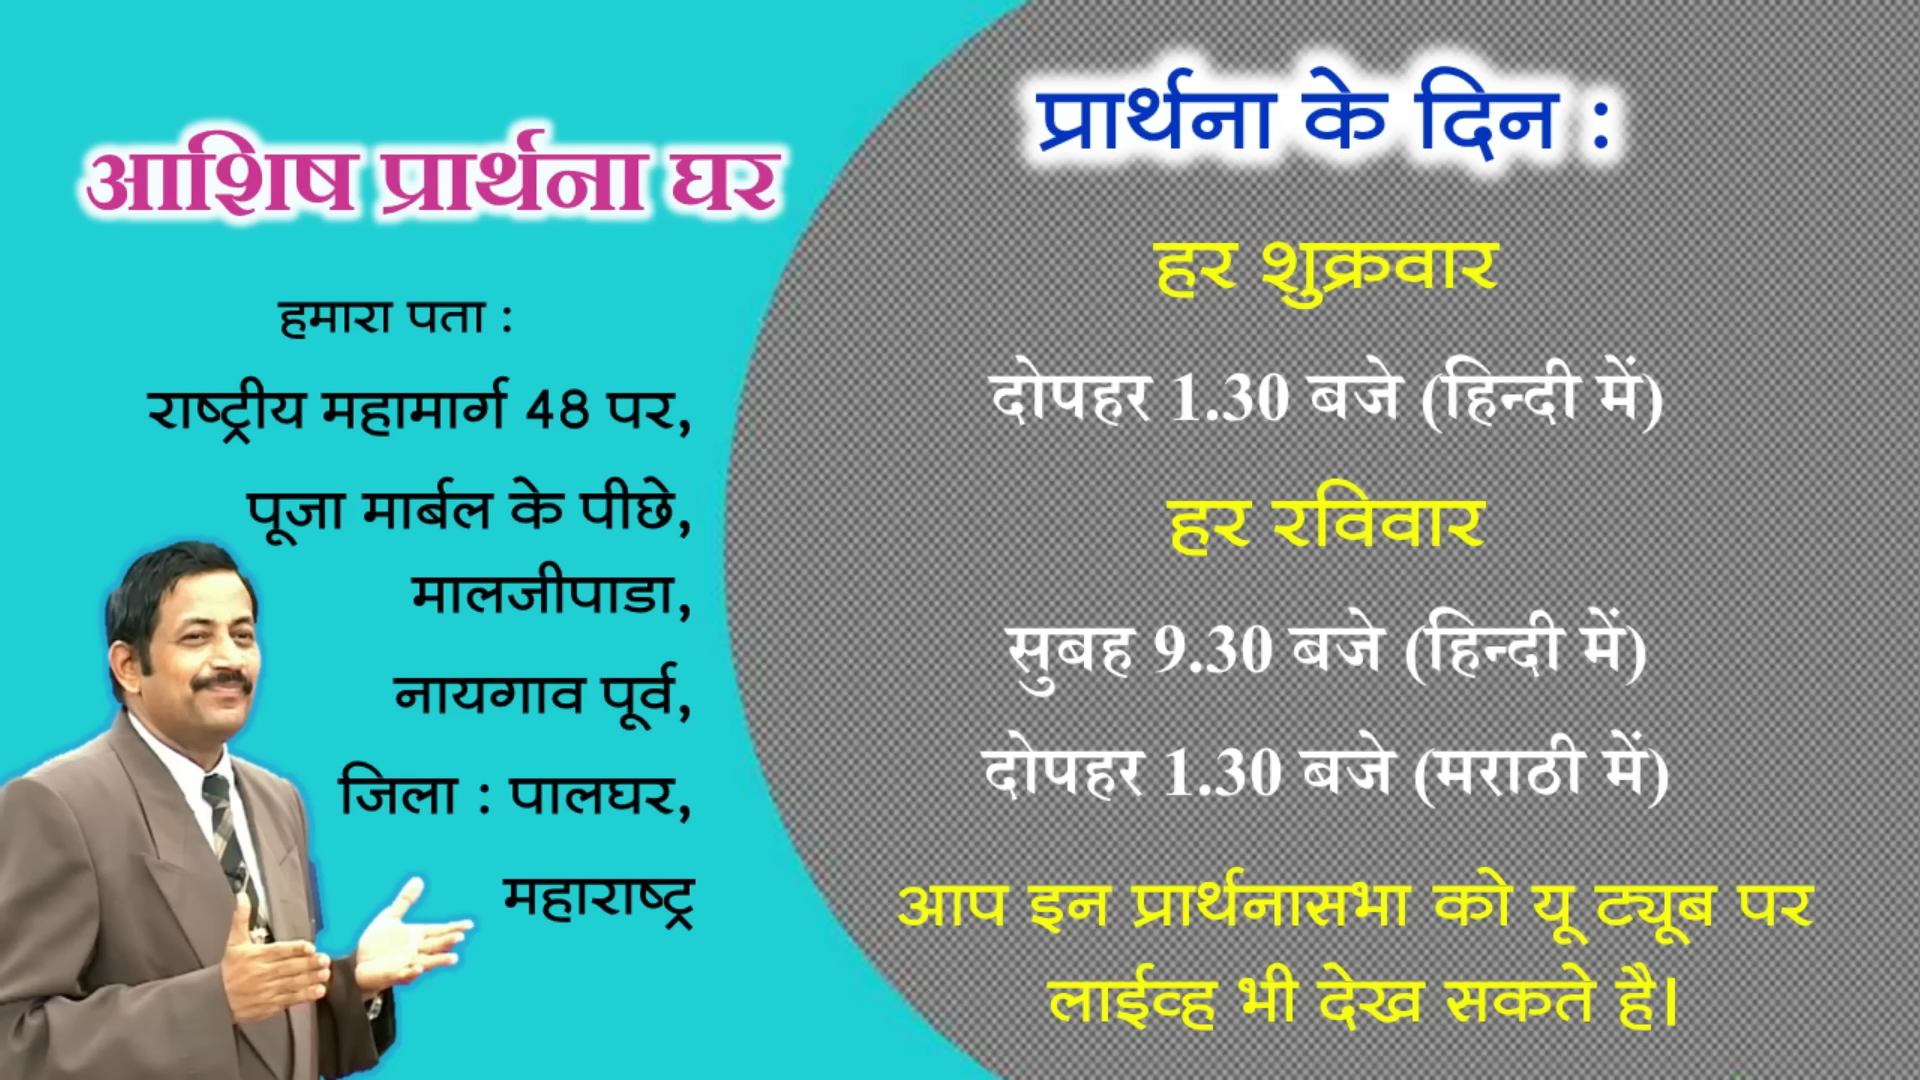 आशिष प्रार्थना घर
हमारा पता :
राष्ट्रीय महामार्ग 48 पर,
पूजा मार्बल के पीछे,
मालजीपाडा,
नायगाव पूर्व,
जिला : पालघर,
महाराष्ट्र
प्रार्थना के दिन :
हर शुक्रवार
दोपहर 1.30 बजे (हिन्दी में)
हर रविवार
सुबह 9.30 बजे (हिन्दी में)
दोपहर 1.30 बजे (मराठी में)
आप इन प्रार्थनासभा को यू ट्यूब पर
लाईव्ह भी देख सकते है।